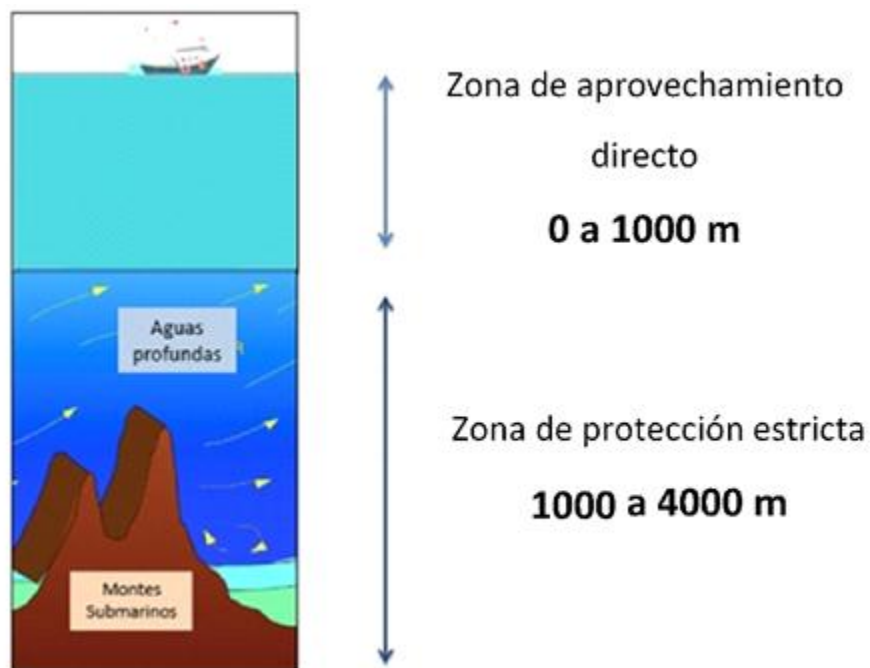 Zona de aprovechamiento
directo
0 a 1000 m
Aguas
profundas
Zona de protección estricta
1000 a 4000 m
Montes
Submarinos